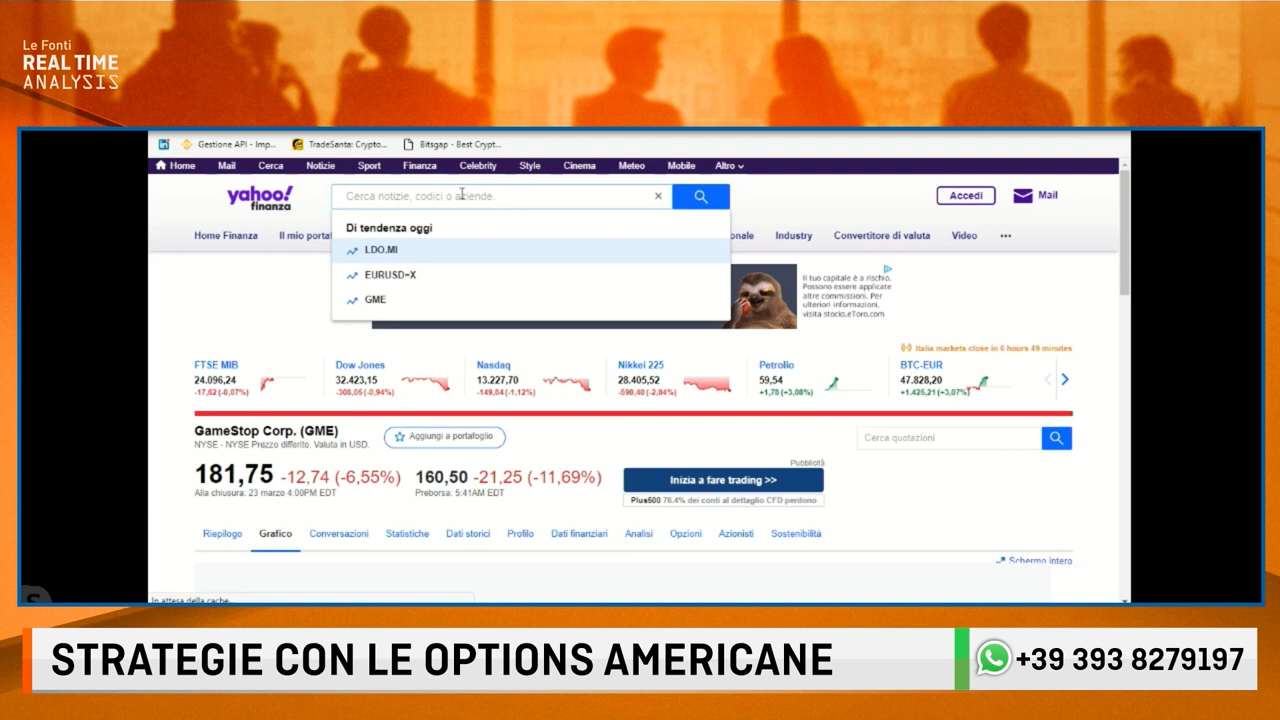 Le Fonti
REAL TIME
ANALYSIS
Gestione API - Imp...
TradeSanta: Crypto...
Bitsgap - Best Crypt...
Home Mail Cerca Notizie Sport Finanza Celebrity Style Cinema Meteo Mobile Altro
yahoo!
finanza
Cerca notizie, codici o aziende.
Accedi
Mail
Di tendenza oggi
LDO.MI
EURUSD=X
GME
Home Finanza Il mio portaf onale Industry Convertitore di valuta Video ...
Il tuo capitale è a rischio.
Possono essere applicate
altre commissioni. Per
ulteriori informazioni,
visita stocks.eToro.com
Italia markets close in 6 hours 49 minutes
FTSE MIB
24.096,24
-17,62 (-0,07%)
Dow Jones
32.423,15
-308,05 (-0,94%)
Nasdaq
13.227,70
-149,84 (-1,12%)
Nikkei 225
28.405,52
-590,40 (-2,04%)
Petrolio
59,54
+1,78 (+3,08%)
BTC-EUR
47.828,20
+1.425,21 (+3,07%)
GameStop Corp. (GME)
NYSE - NYSE Prezzo differito. Valuta in USD.
Aggiungi a portafoglio
Cerca quotazioni
181,75 -12,74 (-6,55%)
Alla chiusura: 23 marzo 4:00PM EDT
160,50 -21,25 (-11,69%)
Preborsa: 5:41AM EDT
Pubblicità
Inizia a fare trading >>
Plus500 76.4% dei conti al dettaglio CFD perdono
Riepilogo Grafico Conversazioni Statistiche Dati storici Profilo Dati finanziari Analisi Opzioni Azionisti Sostenibilità
Schermo intero
In attesa della cache...
STRATEGIE CON LE OPTIONS AMERICANE
+39 393 8279197